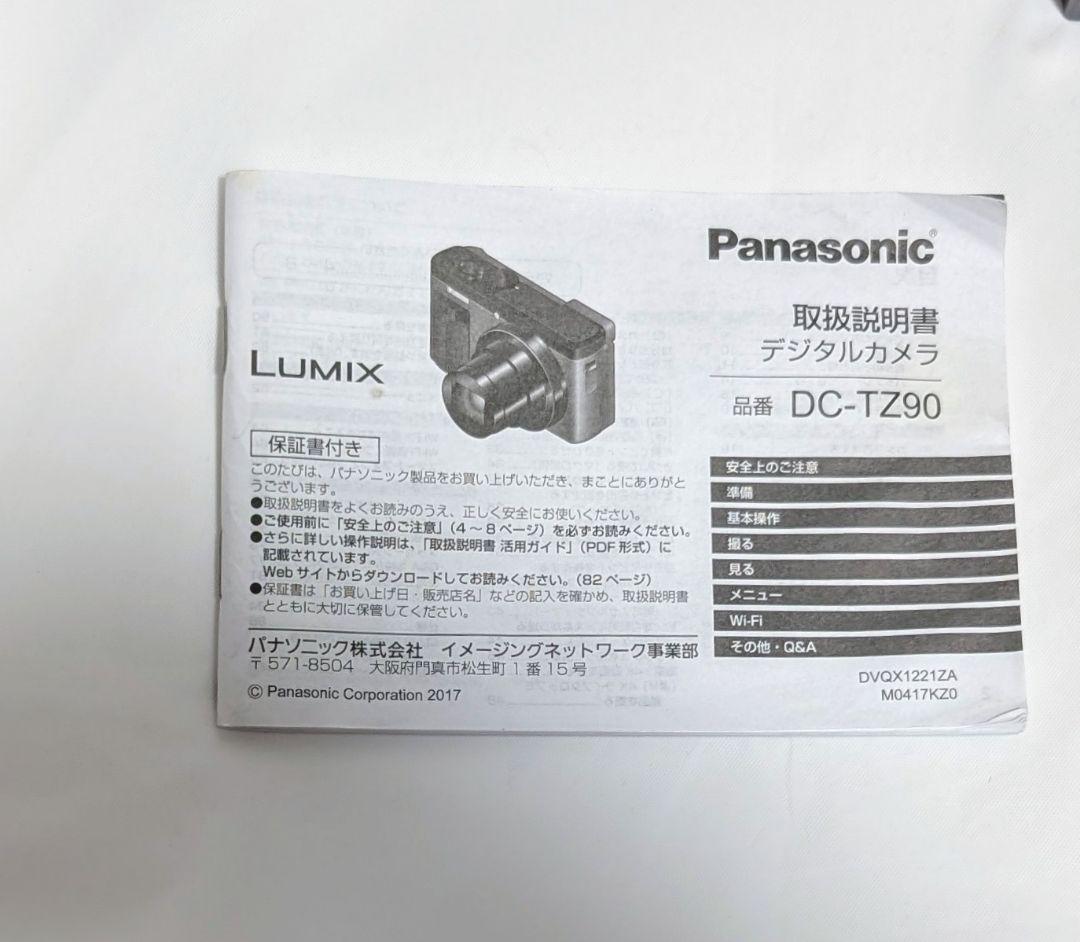 Panasonic®
取扱説明書
デジタルカメラ
LUMIX
品番 DC-TZ90
保証書付き
このたびは、パナソニック製品をお買い上げいただき、まことにありがと
うございます。
●取扱説明書をよくお読みのうえ、正しく安全にお使いください。
●ご使用前に「安全上のご注意」（4～8ページ）を必ずお読みください。
●さらに詳しい操作説明は、「取扱説明書 活用ガイド」（PDF形式）に
記載されています。
Webサイトからダウンロードしてお読みください。（82ページ）
●保証書は「お買い上げ日・販売店名」などの記入を確かめ、取扱説明書
とともに大切に保管してください。
安全上のご注意
準備
基本操作
撮る
見る
メニュー
Wi-Fi
その他・Q&A
パナソニック株式会社　イメージングネットワーク事業部
〒571-8504　大阪府門真市松生町1番15号
© Panasonic Corporation 2017
DVQX1221ZA
M0417KZ0